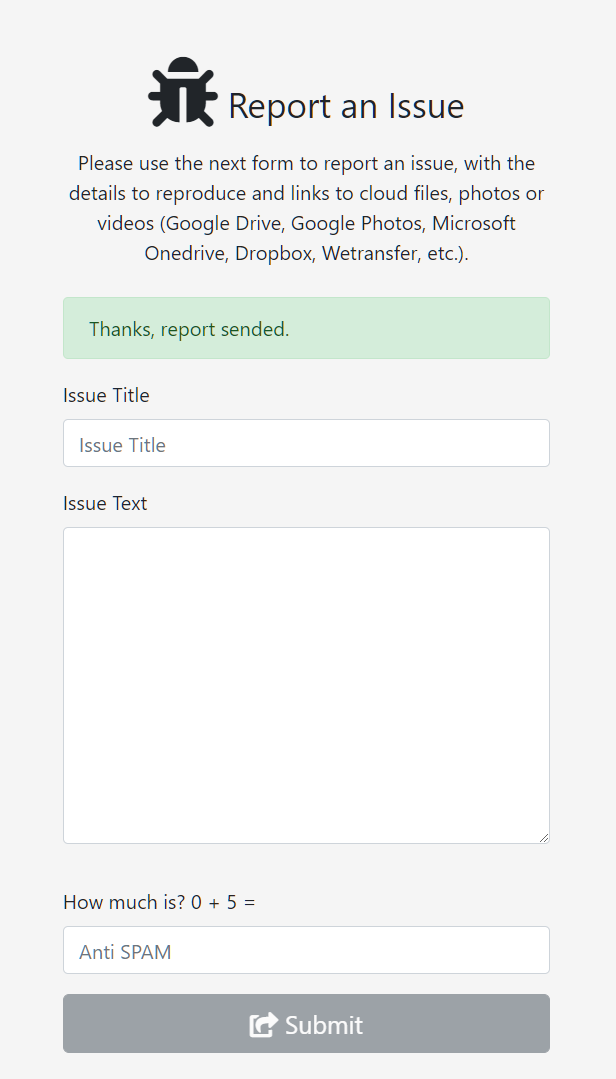 Report an Issue
Please use the next form to report an issue, with the
details to reproduce and links to cloud files, photos or
videos (Google Drive, Google Photos, Microsoft
Onedrive, Dropbox, Wetransfer, etc.).
Thanks, report sended.
Issue Title
Issue Title
Issue Text
How much is? 0 + 5 =
Anti SPAM
Submit